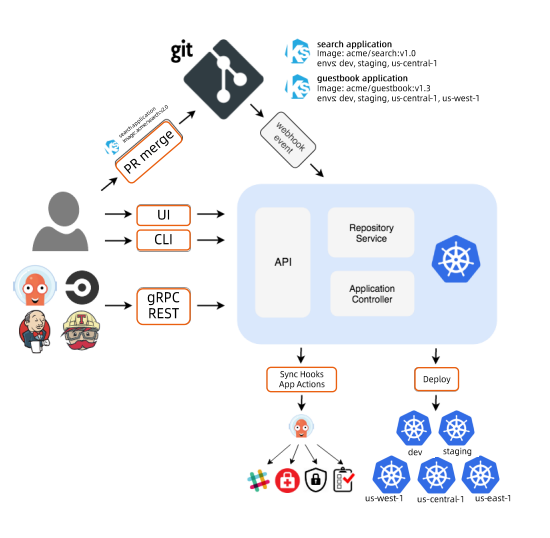 git
search application
Image: acme/search:v1.0
envs: dev, staging, us-central-1
guestbook application
Image: acme/guestbook:v1.3
envs: dev, staging, us-central-1, us-west-1
search application
image: acme/search:v2.0
PR merge
webhook
event
UI
CLI
gRPC
REST
API
Repository
Service
Application
Controller
Sync Hooks
App Actions
Deploy
dev
staging
us-west-1
us-central-1
us-east-1